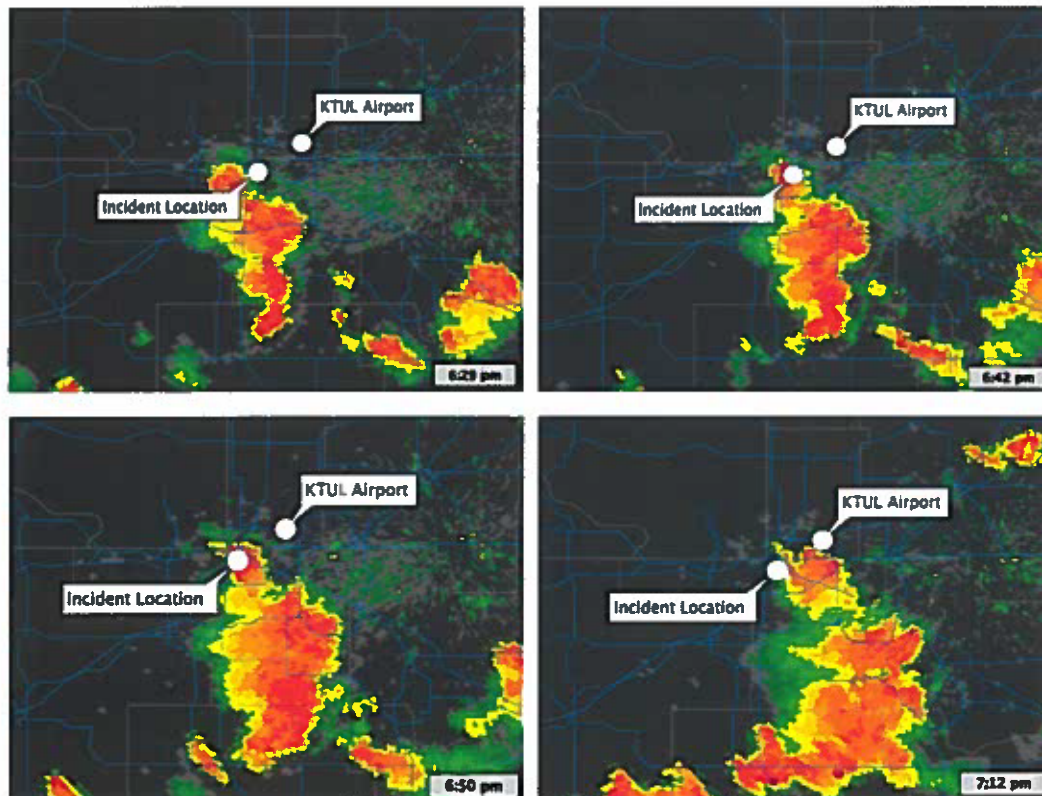 KTUL Airport
Incident Location
6:29 pm
KTUL Airport
Incident Location
6:42 pm
KTUL Airport
Incident Location
6:50 pm
KTUL Airport
Incident Location
7:12 pm